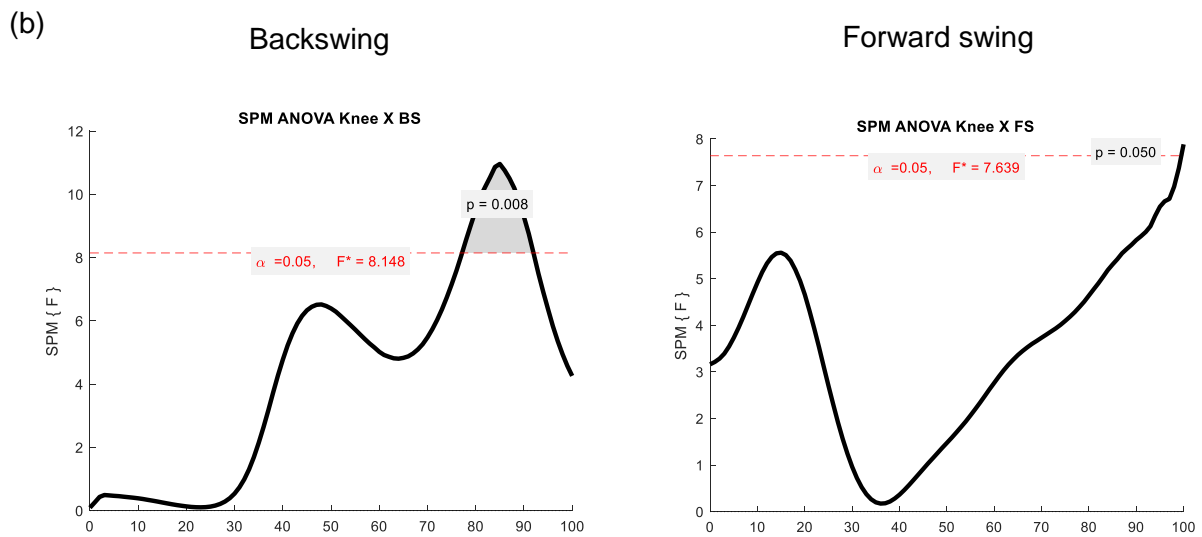 (b)
Backswing
SPM ANOVA Knee X BS
SPM { F }
12
10
8
6
4
2
0
p = 0.008
α =0.05, F* = 8.148
0 10 20 30 40 50 60 70 80 90 100
Forward swing
SPM ANOVA Knee X FS
SPM { F }
8
7
6
5
4
3
2
1
0
p = 0.050
α =0.05, F* = 7.639
0 10 20 30 40 50 60 70 80 90 100